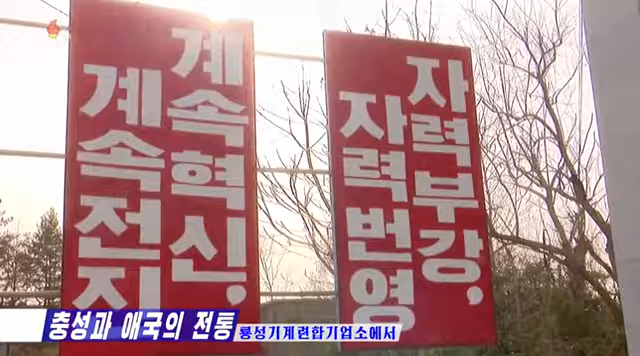 계속혁신,
계속전진
자력부강,
자력번영
충성과 애국의 전통
룡성기계련합기업소에서